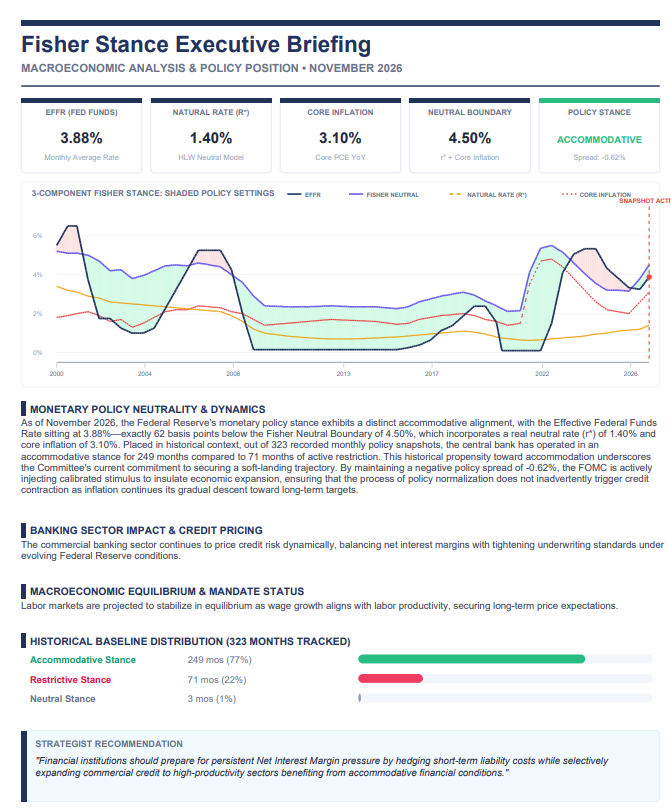 Fisher Stance Executive Briefing
MACROECONOMIC ANALYSIS & POLICY POSITION • NOVEMBER 2026
EFFR (FED FUNDS)
3.88%
Monthly Average Rate
NATURAL RATE (R*)
1.40%
HLW Neutral Model
CORE INFLATION
3.10%
Core PCE YoY
NEUTRAL BOUNDARY
4.50%
r* + Core Inflation
POLICY STANCE
ACCOMMODATIVE
Spread: -0.62%
3-COMPONENT FISHER STANCE: SHADED POLICY SETTINGS
EFFR
FISHER NEUTRAL
NATURAL RATE (R*)
CORE INFLATION
SNAPSHOT ACTI
6%
4%
2%
0%
2000 2004 2008 2013 2017 2022 2026
MONETARY POLICY NEUTRALITY & DYNAMICS
As of November 2026, the Federal Reserve's monetary policy stance exhibits a distinct accommodative alignment, with the Effective Federal Funds
Rate sitting at 3.88%—exactly 62 basis points below the Fisher Neutral Boundary of 4.50%, which incorporates a real neutral rate (r*) of 1.40% and
core inflation of 3.10%. Placed in historical context, out of 323 recorded monthly policy snapshots, the central bank has operated in an
accommodative stance for 249 months compared to 71 months of active restriction. This historical propensity toward accommodation underscores
the Committee's current commitment to securing a soft-landing trajectory. By maintaining a negative policy spread of -0.62%, the FOMC is actively
injecting calibrated stimulus to insulate economic expansion, ensuring that the process of policy normalization does not inadvertently trigger credit
contraction as inflation continues its gradual descent toward long-term targets.
BANKING SECTOR IMPACT & CREDIT PRICING
The commercial banking sector continues to price credit risk dynamically, balancing net interest margins with tightening underwriting standards under
evolving Federal Reserve conditions.
MACROECONOMIC EQUILIBRIUM & MANDATE STATUS
Labor markets are projected to stabilize in equilibrium as wage growth aligns with labor productivity, securing long-term price expectations.
HISTORICAL BASELINE DISTRIBUTION (323 MONTHS TRACKED)
Accommodative Stance 249 mos (77%)
Restrictive Stance 71 mos (22%)
Neutral Stance 3 mos (1%)
STRATEGIST RECOMMENDATION
"Financial institutions should prepare for persistent Net Interest Margin pressure by hedging short-term liability costs while selectively
expanding commercial credit to high-productivity sectors benefiting from accommodative financial conditions."